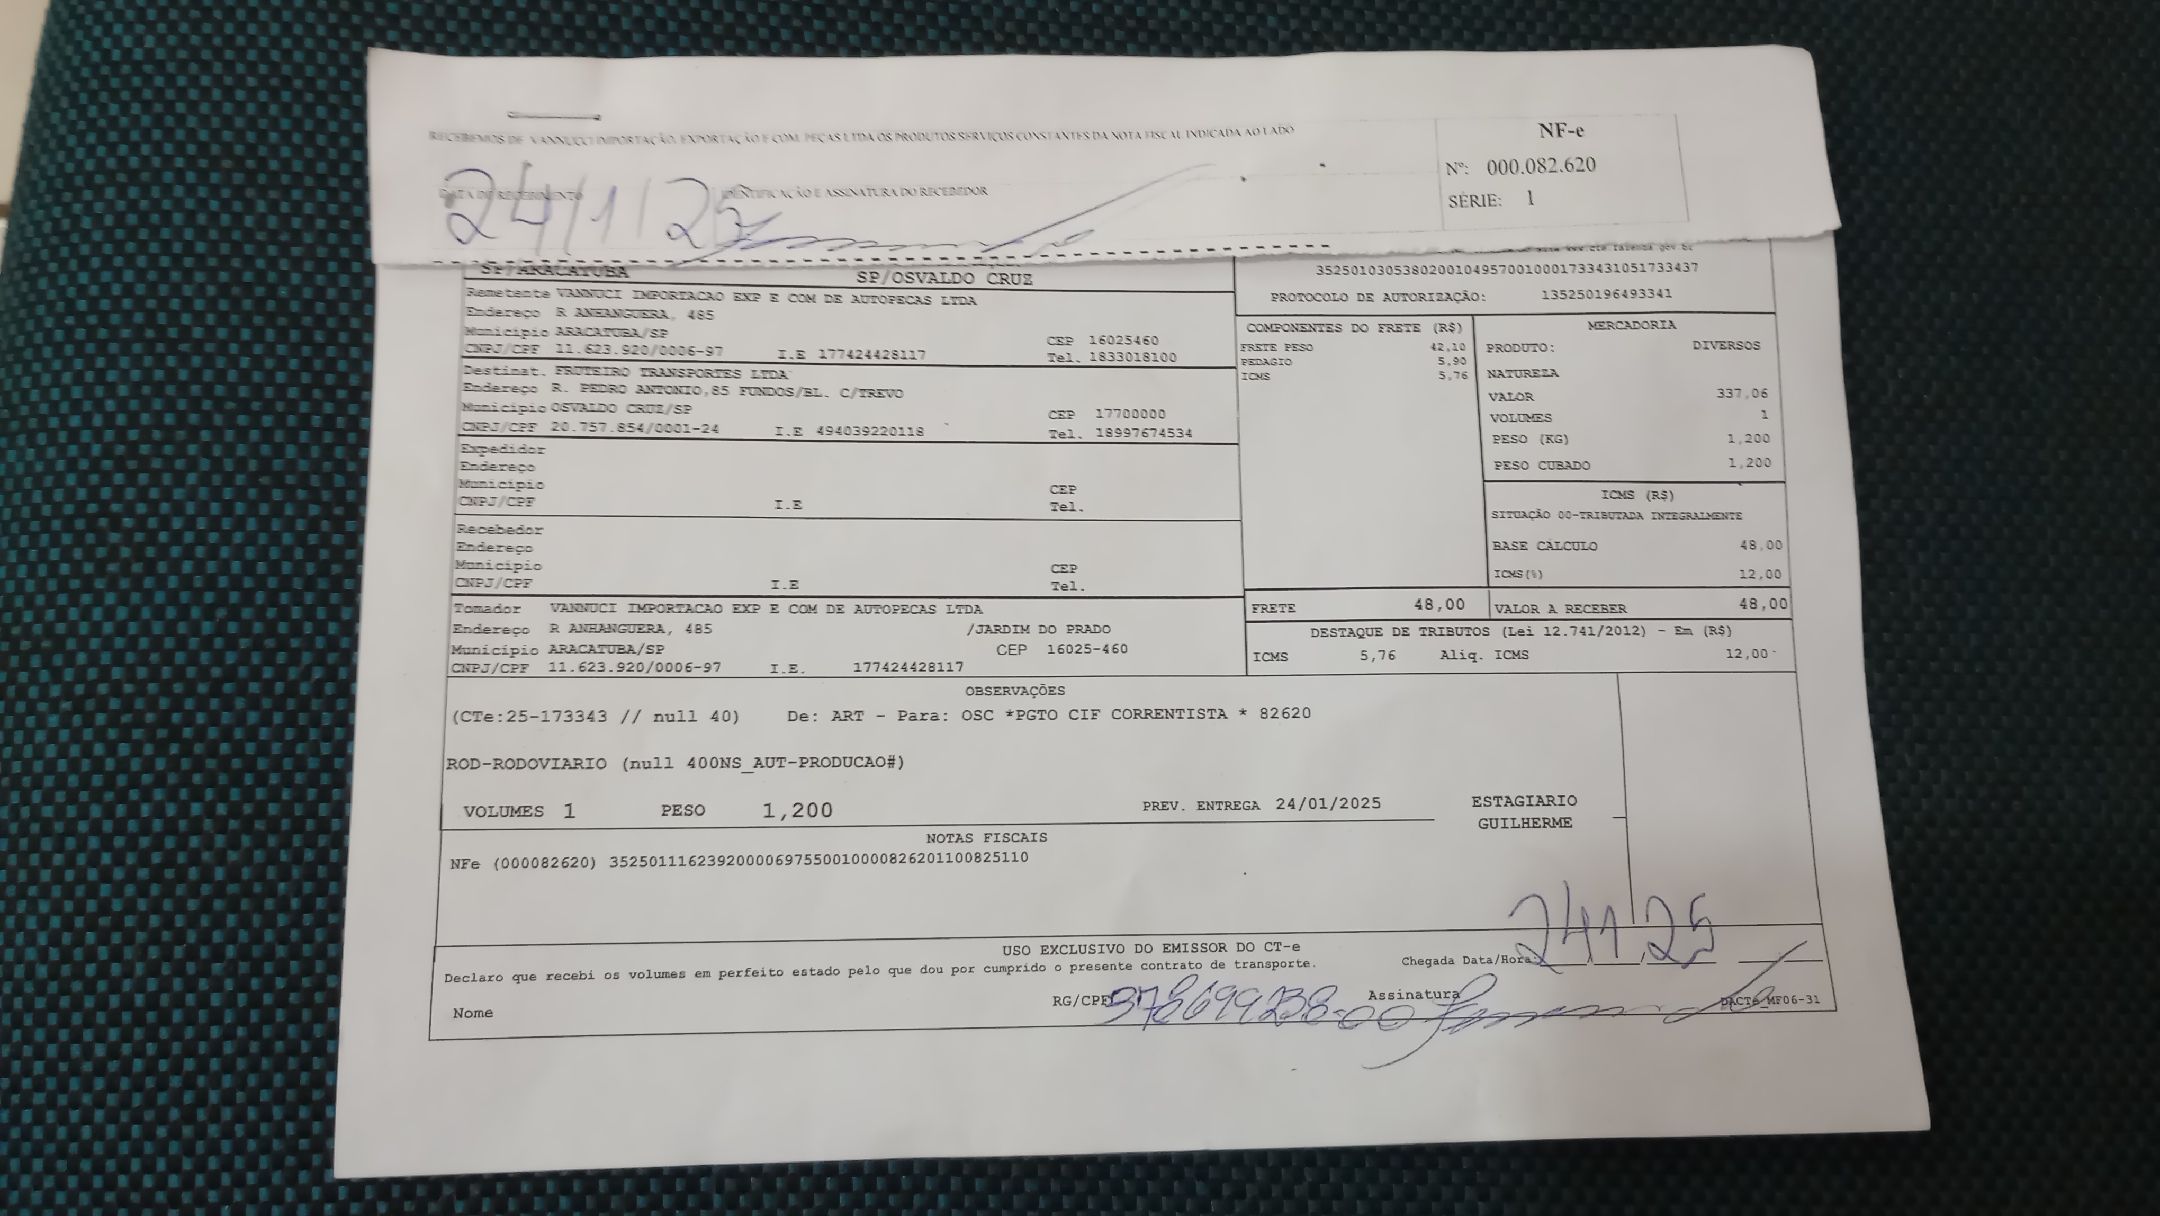 RECEBEMOS DE VANNUCCI IMPORTAÇÃO, EXPORTAÇÃO E COM. PEÇAS LTDA OS PRODUTOS SERVIÇOS CONSTANTES DA NOTA FISCAL INDICADA AO LADO
NF-e
Nº: 000.082.620
SÉRIE: 1
DATA DE RECEBIMENTO IDENTIFICAÇÃO E ASSINATURA DO RECEBEDOR
24/1/25
SP/ARACATUBA SP/OSVALDO CRUZ
35250103053802001049570010001733431051733437
PROTOCOLO DE AUTORIZAÇÃO: 135250196493341
Remetente VANNUCI IMPORTACAO EXP E COM DE AUTOPECAS LTDA
Endereço R ANHANGUERA, 485
Município ARACATUBA/SP CEP 16025460
CNPJ/CPF 11.623.920/0006-97 I.E 177424428117 Tel. 1833018100
Destinat. FRUTEIRO TRANSPORTES LTDA
Endereço R. PEDRO ANTONIO,85 FUNDOS/BL. C/TREVO
Município OSVALDO CRUZ/SP CEP 17700000
CNPJ/CPF 20.757.854/0001-24 I.E 494039220118 Tel. 18997674534
Expedidor
Endereço
Município CEP
CNPJ/CPF I.E Tel.
Recebedor
Endereço
Município CEP
CNPJ/CPF I.E Tel.
Tomador VANNUCI IMPORTACAO EXP E COM DE AUTOPECAS LTDA
Endereço R ANHANGUERA, 485 /JARDIM DO PRADO
Município ARACATUBA/SP CEP 16025-460
CNPJ/CPF 11.623.920/0006-97 I.E. 177424428117
COMPONENTES DO FRETE (R$)
FRETE PESO 42,10
PEDAGIO 5,90
ICMS 5,76
MERCADORIA
PRODUTO: DIVERSOS
NATUREZA
VALOR 337,06
VOLUMES 1
PESO (KG) 1,200
PESO CUBADO 1,200
ICMS (R$)
SITUAÇÃO 00-TRIBUTADA INTEGRALMENTE
BASE CÁLCULO 48,00
ICMS(%) 12,00
FRETE 48,00 VALOR A RECEBER 48,00
DESTAQUE DE TRIBUTOS (Lei 12.741/2012) - Em (R$)
ICMS 5,76 Aliq. ICMS 12,00
OBSERVAÇÕES
(CTe:25-173343 // null 40) De: ART - Para: OSC *PGTO CIF CORRENTISTA * 82620
ROD-RODOVIARIO (null 400NS_AUT-PRODUCAO#)
VOLUMES 1 PESO 1,200 PREV. ENTREGA 24/01/2025
ESTAGIARIO
GUILHERME
NOTAS FISCAIS
NFe (000082620) 35250111623920000697550010000826201100825110
USO EXCLUSIVO DO EMISSOR DO CT-e
Declaro que recebi os volumes em perfeito estado pelo que dou por cumprido o presente contrato de transporte.
Chegada Data/Hora 24/1/25
Nome RG/CPF 378699238-00 Assinatura DACTe_MF06-31